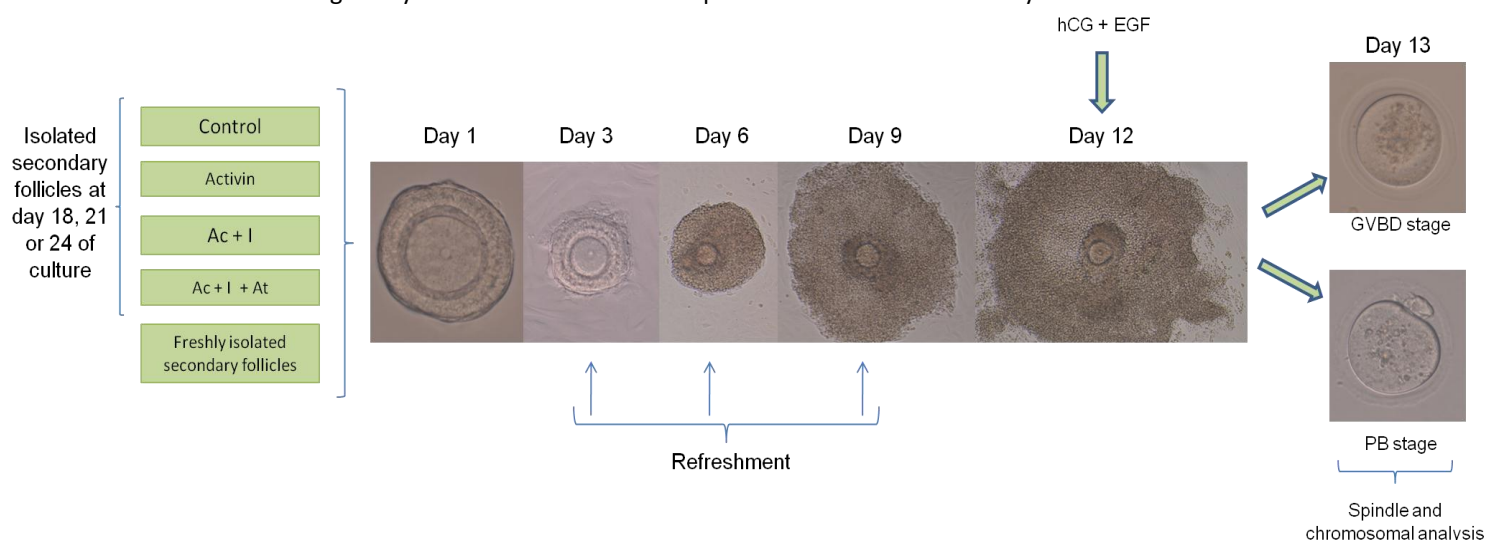 hCG + EGF
Day 13
Isolated
secondary
follicles at
day 18, 21
or 24 of
culture
Control
Activin
Ac + I
Ac + I + At
Freshly isolated
secondary follicles
Day 1
Day 3
Day 6
Day 9
Day 12
GVBD stage
Refreshment
PB stage
Spindle and
chromosomal analysis